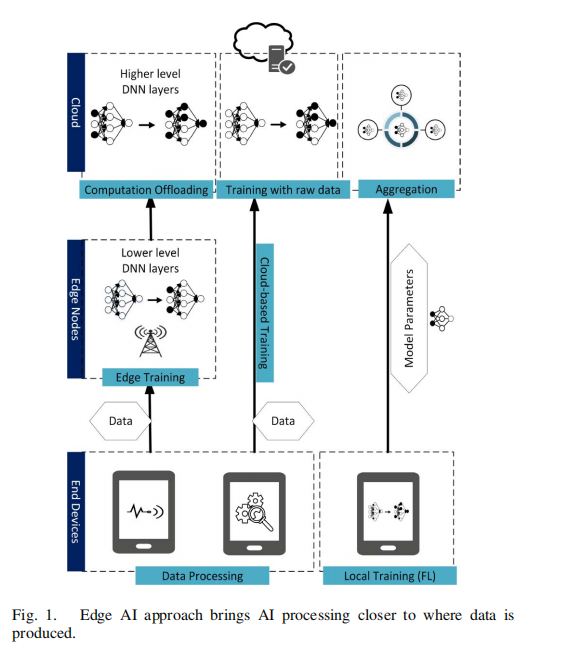 Cloud
Higher level
DNN layers
Computation Offloading
Training with raw data
Aggregation
Edge Nodes
Lower level
DNN layers
Edge Training
Cloud-based Training
Model Parameters
Data
Data
End Devices
Data Processing
Local Training (FL)
Fig. 1. Edge AI approach brings AI processing closer to where data is
produced.